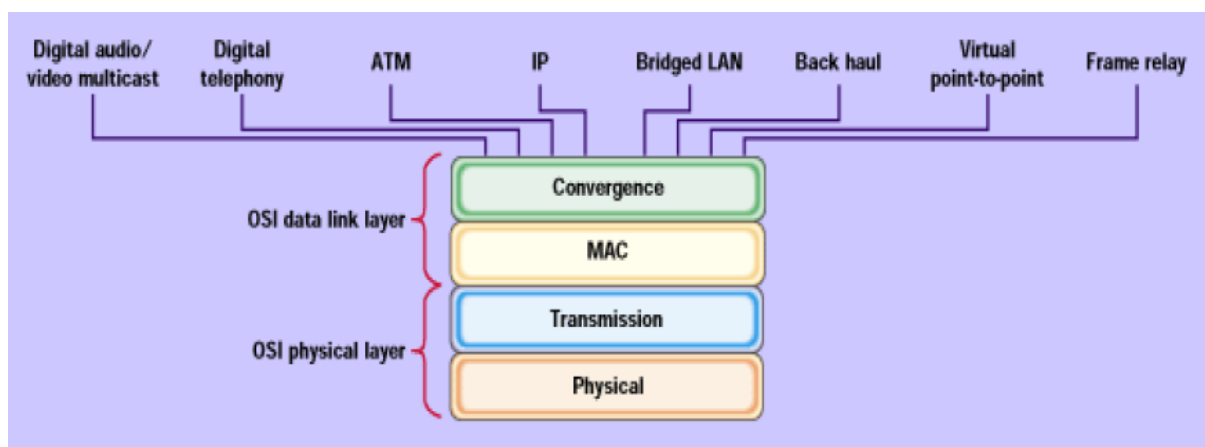 Digital audio/
video multicast
Digital
telephony
ATM
IP
Bridged LAN
Back haul
Virtual
point-to-point
Frame relay
Convergence
OSI data link layer
MAC
Transmission
OSI physical layer
Physical